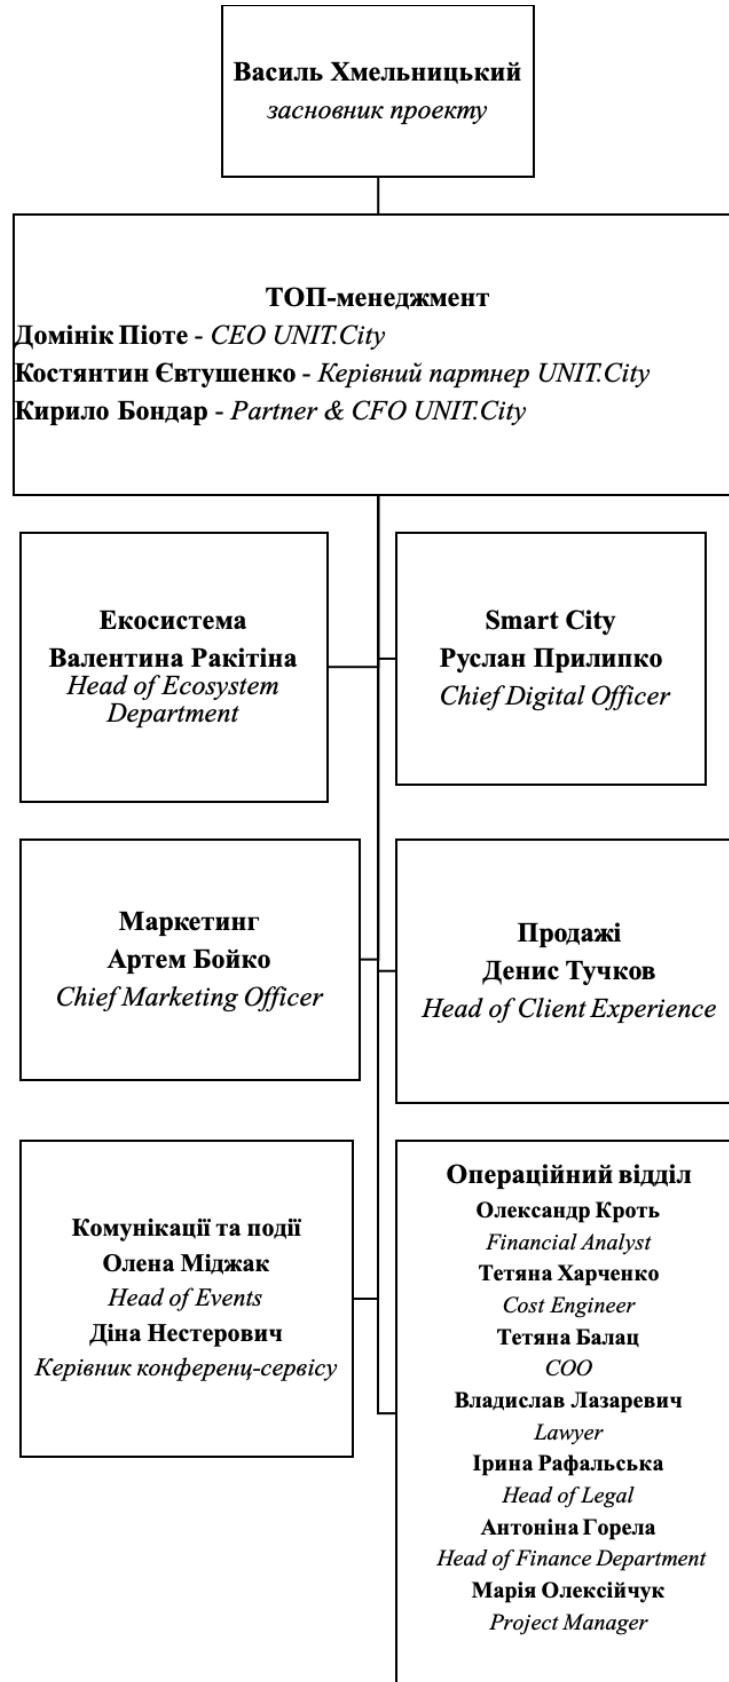 Василь Хмельницький
засновник проекту
ТОП-менеджмент
Домінік Піоте - CEO UNIT.City
Костянтин Євтушенко - Керівний партнер UNIT.City
Кирило Бондар - Partner & CFO UNIT.City
Екосистема
Валентина Ракітіна
Head of Ecosystem
Department
Smart City
Руслан Прилипко
Chief Digital Officer
Маркетинг
Артем Бойко
Chief Marketing Officer
Продажі
Денис Тучков
Head of Client Experience
Комунікації та події
Олена Міджак
Head of Events
Діна Нестерович
Керівник конференц-сервісу
Операційний відділ
Олександр Кроть
Financial Analyst
Тетяна Харченко
Cost Engineer
Тетяна Балац
COO
Владислав Лазаревич
Lawyer
Ірина Рафальська
Head of Legal
Антоніна Горела
Head of Finance Department
Марія Олексійчук
Project Manager